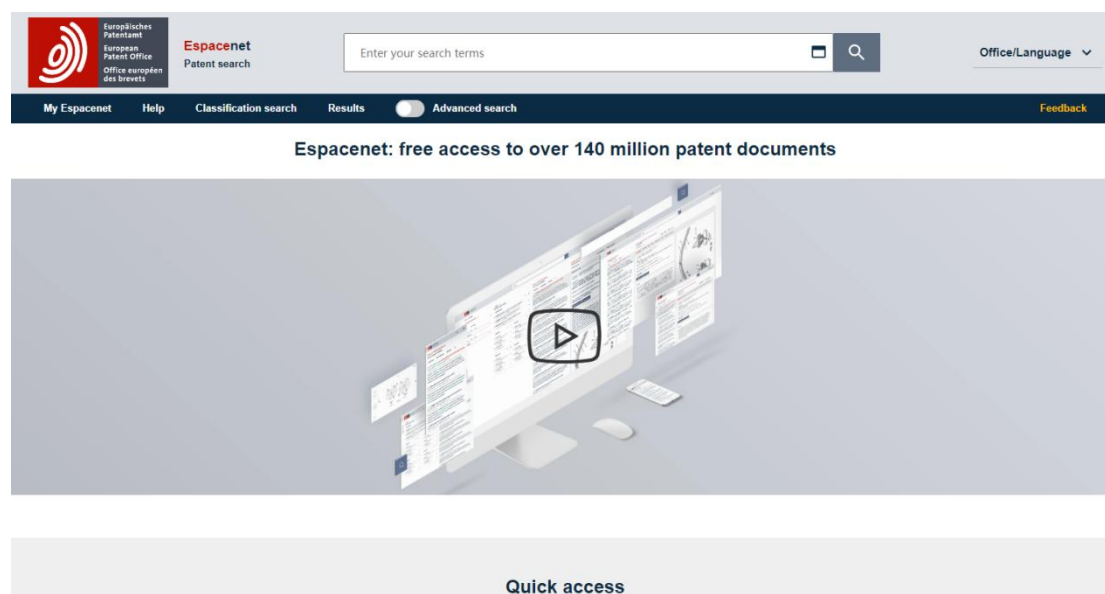 Europäisches
Patentamt
European
Patent Office
Office européen
des brevets
Espacenet
Patent search
Enter your search terms
Office/Language
My Espacenet Help Classification search Results Advanced search Feedback
Espacenet: free access to over 140 million patent documents
Quick access